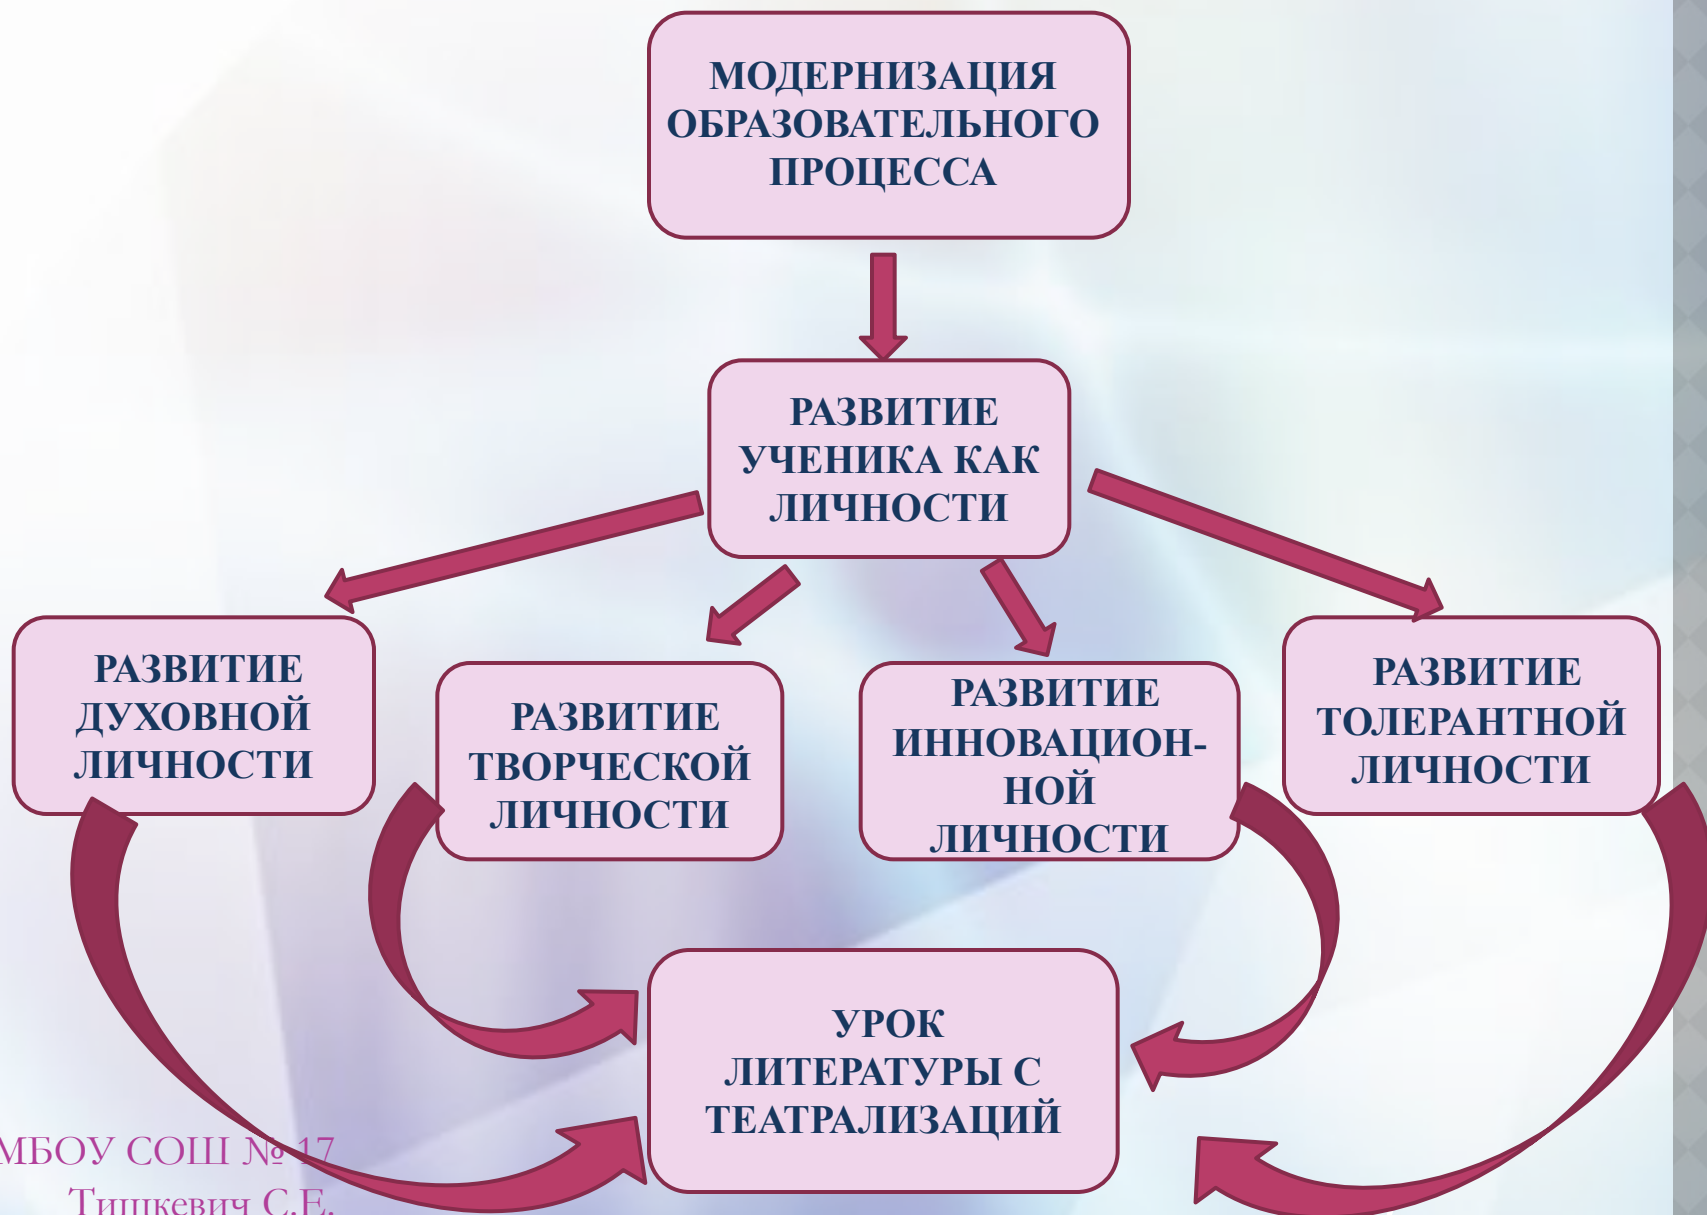 МОДЕРНИЗАЦИЯ
ОБРАЗОВАТЕЛЬНОГО
ПРОЦЕССА
РАЗВИТИЕ
УЧЕНИКА КАК
ЛИЧНОСТИ
РАЗВИТИЕ
ДУХОВНОЙ
ЛИЧНОСТИ
РАЗВИТИЕ
ТВОРЧЕСКОЙ
ЛИЧНОСТИ
РАЗВИТИЕ
ИННОВАЦИОН-
НОЙ
ЛИЧНОСТИ
РАЗВИТИЕ
ТОЛЕРАНТНОЙ
ЛИЧНОСТИ
УРОК
ЛИТЕРАТУРЫ С
ТЕАТРАЛИЗАЦИЙ
МБОУ СОШ № 17
Тишкевич С.Е.